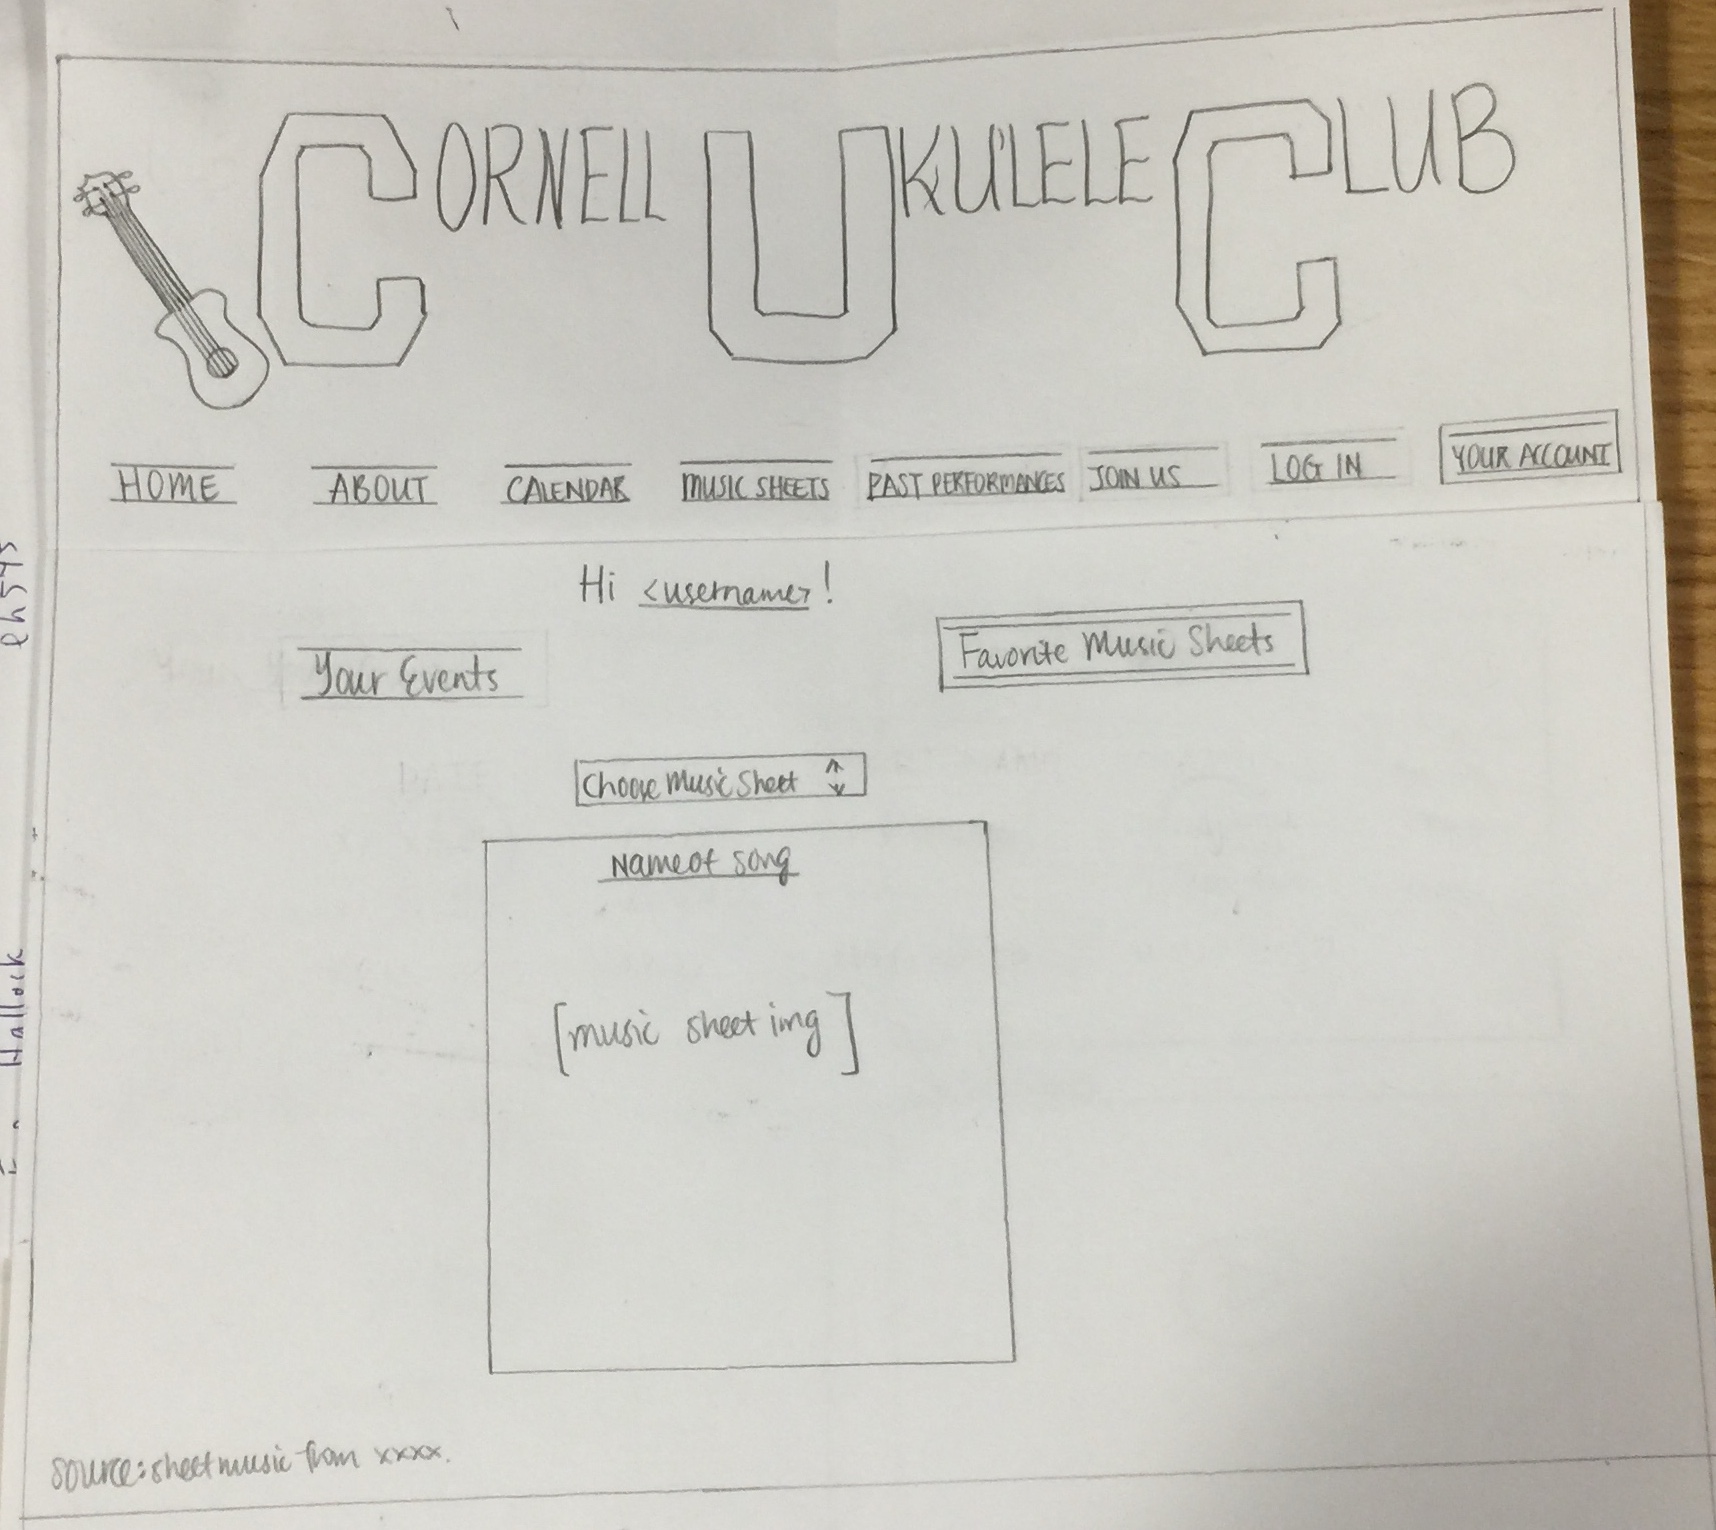 CORNELL UKULELE CLUB
HOME ABOUT CALENDAR MUSIC SHEETS PAST PERFORMANCES JOIN US LOG IN YOUR ACCOUNT
Hi <username>!
Your Events Favorite Music Sheets
Choose Music Sheet
Name of song
[music sheet img]
source: sheet music from xxxx.
Hallock